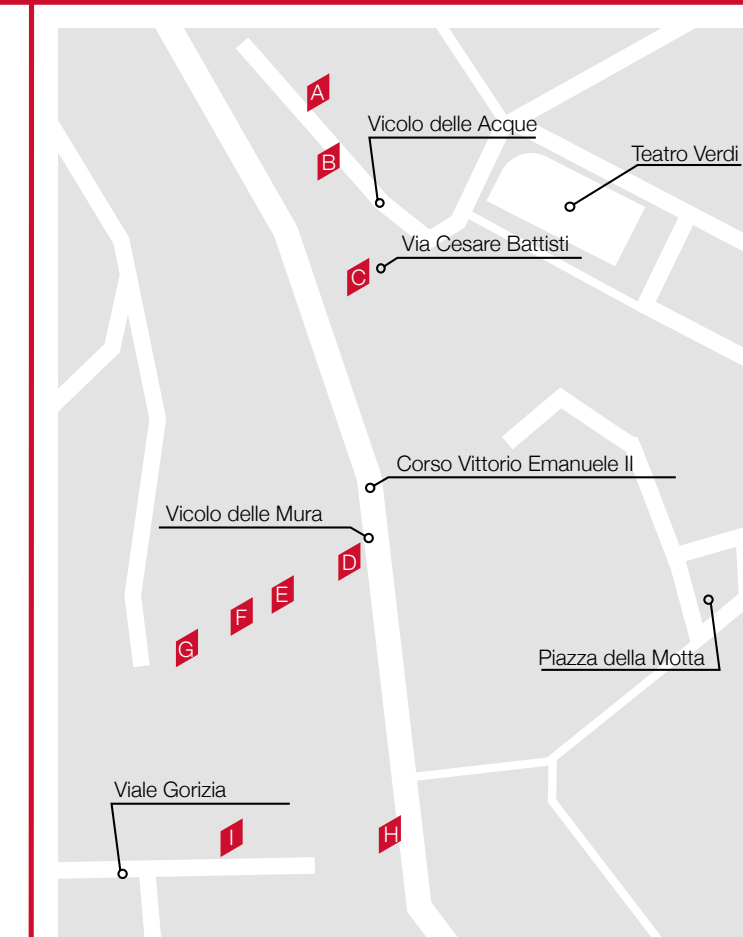 A
Vicolo delle Acque
Teatro Verdi
B
Via Cesare Battisti
C
Corso Vittorio Emanuele II
Vicolo delle Mura
D
E
F
G
Piazza della Motta
Viale Gorizia
I
H